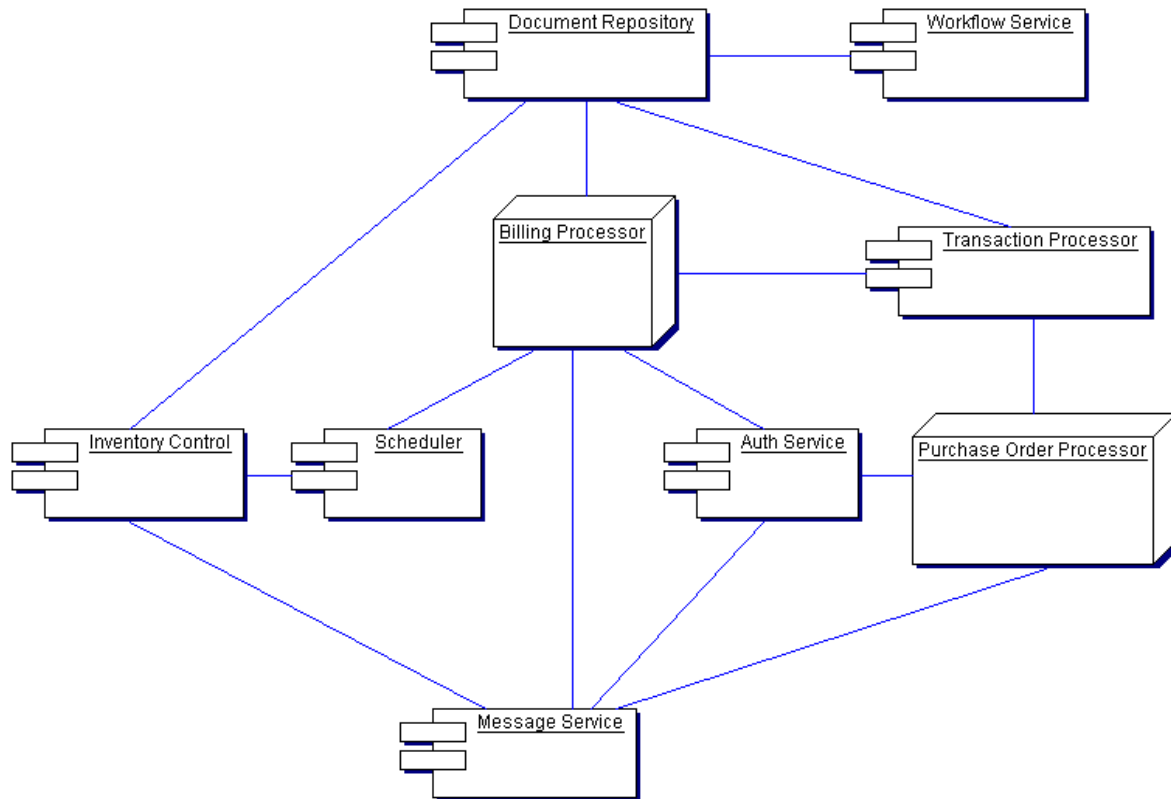 Document Repository
Workflow Service
Billing Processor
Transaction Processor
Inventory Control
Scheduler
Auth Service
Purchase Order Processor
Message Service